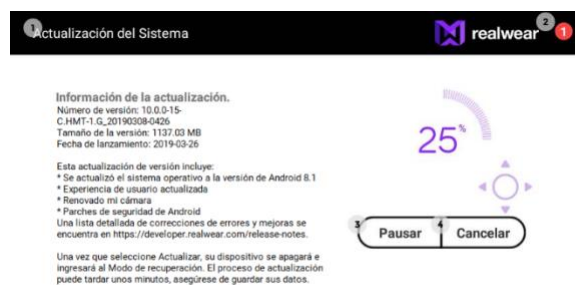 1 Actualización del Sistema
realwear 2 1
Información de la actualización.
Número de versión: 10.0.0-15-
C.HMT-1.G_20190308-0426
Tamaño de la versión: 1137.03 MB
Fecha de lanzamiento: 2019-03-26
Esta actualización de versión incluye:
* Se actualizó el sistema operativo a la versión de Android 8.1
* Experiencia de usuario actualizada
* Renovado mi cámara
* Parches de seguridad de Android
Una lista detallada de correcciones de errores y mejoras se
encuentra en https://developer.realwear.com/release-notes.
Una vez que seleccione Actualizar, su dispositivo se apagará e
ingresará al Modo de recuperación. El proceso de actualización
puede tardar unos minutos, asegúrese de guardar sus datos.
25%
3 Pausar 4 Cancelar